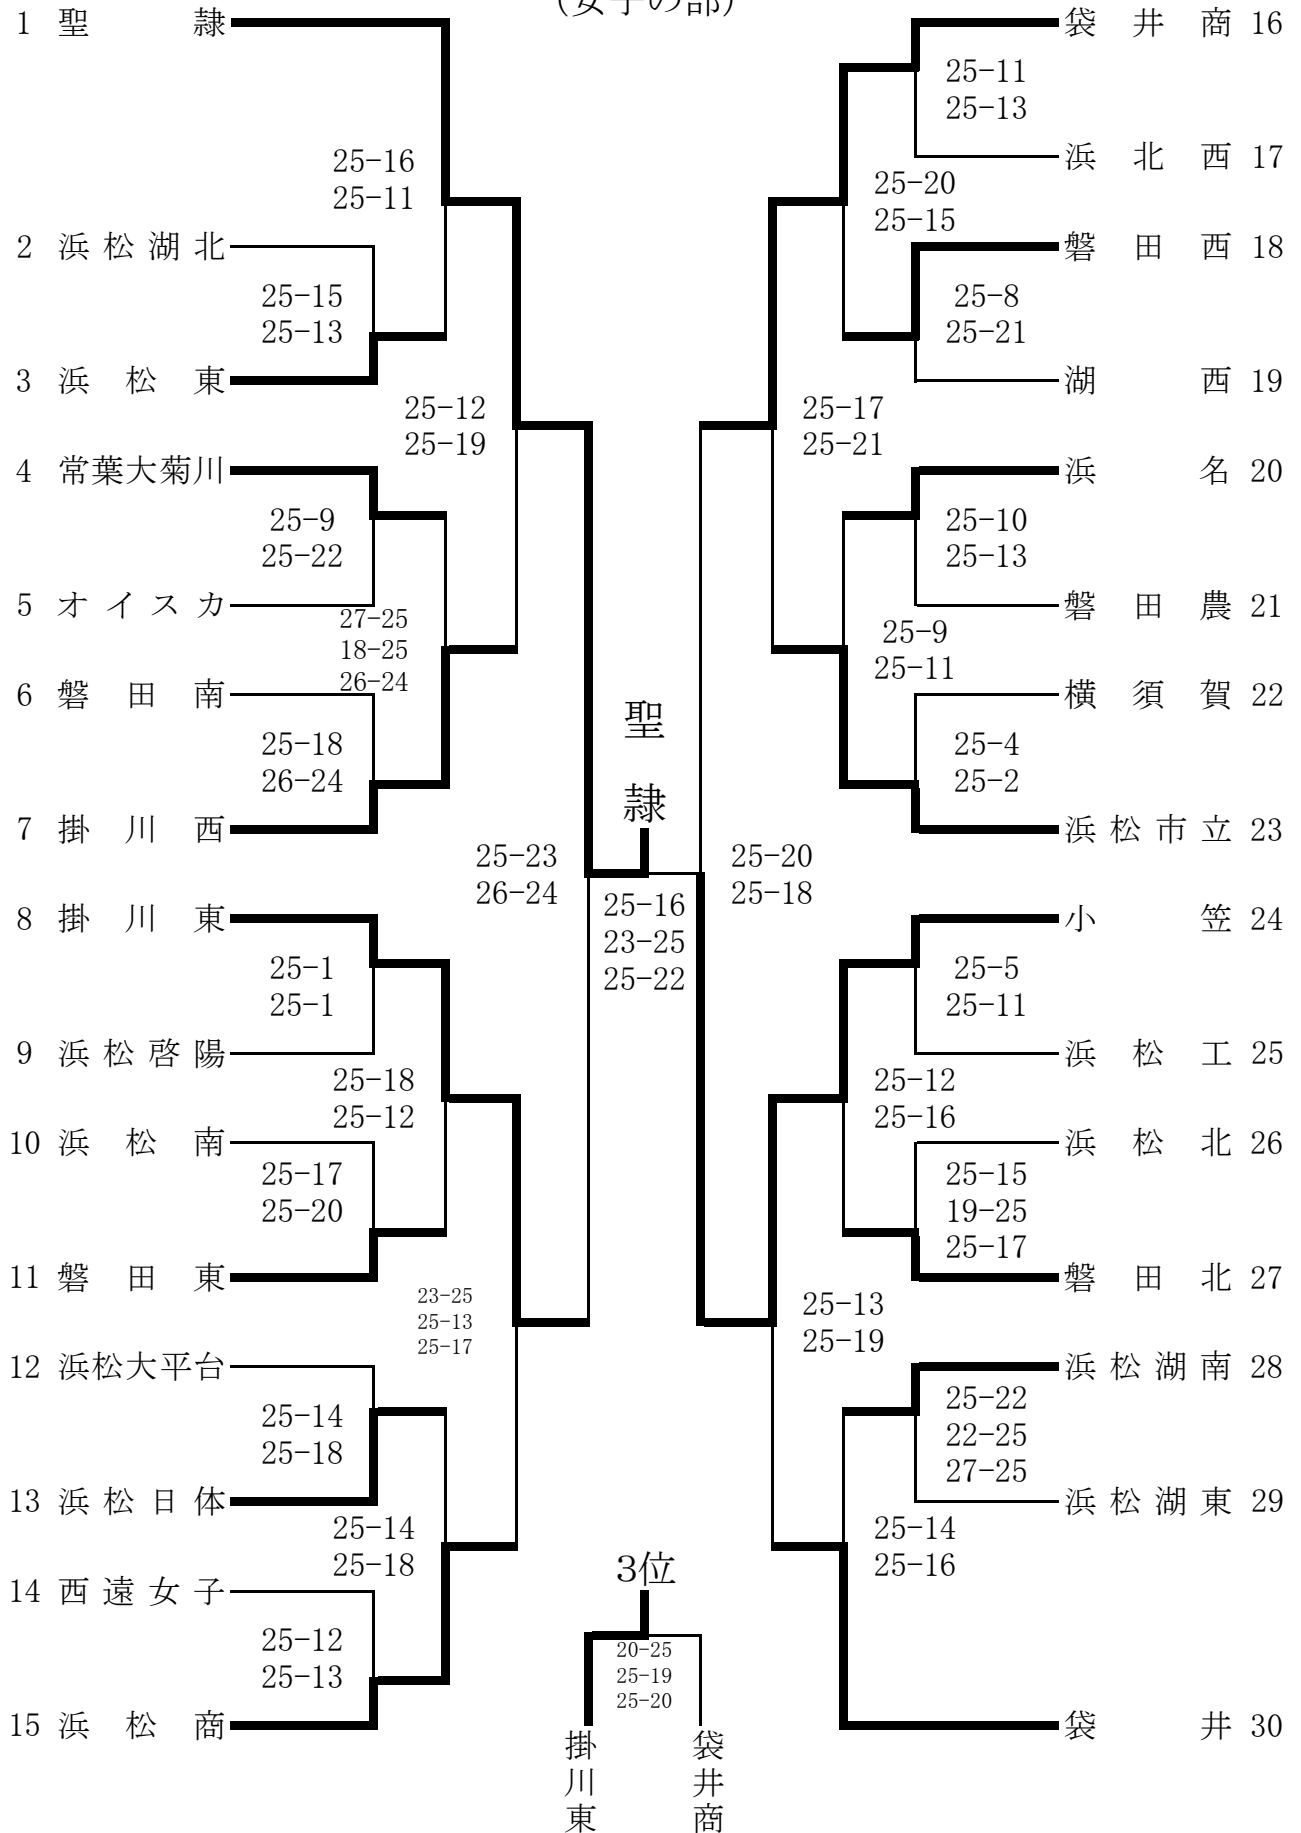 (女子の部)
1 聖隷
25-16
25-11
2 浜松湖北
25-15
25-13
3 浜松東
25-12
25-19
4 常葉大菊川
25-9
25-22
5 オイスカ
27-25
18-25
26-24
6 磐田南
25-18
26-24
7 掛川西
25-23
26-24
8 掛川東
25-1
25-1
9 浜松啓陽
25-18
25-12
10 浜松南
25-17
25-20
11 磐田東
23-25
25-13
25-17
12 浜松大平台
25-14
25-18
13 浜松日体
25-14
25-18
14 西遠女子
25-12
25-13
15 浜松商
聖隷
25-16
23-25
25-22
3位
20-25
25-19
25-20
掛川東
袋井商
袋井商 16
25-11
25-13
浜北西 17
25-20
25-15
磐田西 18
25-8
25-21
湖西 19
25-17
25-21
浜名 20
25-10
25-13
磐田農 21
25-9
25-11
横須賀 22
25-4
25-2
浜松市立 23
25-20
25-18
小笠 24
25-5
25-11
浜松工 25
25-12
25-16
浜松北 26
25-15
19-25
25-17
磐田北 27
25-13
25-19
浜松湖南 28
25-22
22-25
27-25
浜松湖東 29
25-14
25-16
袋井 30